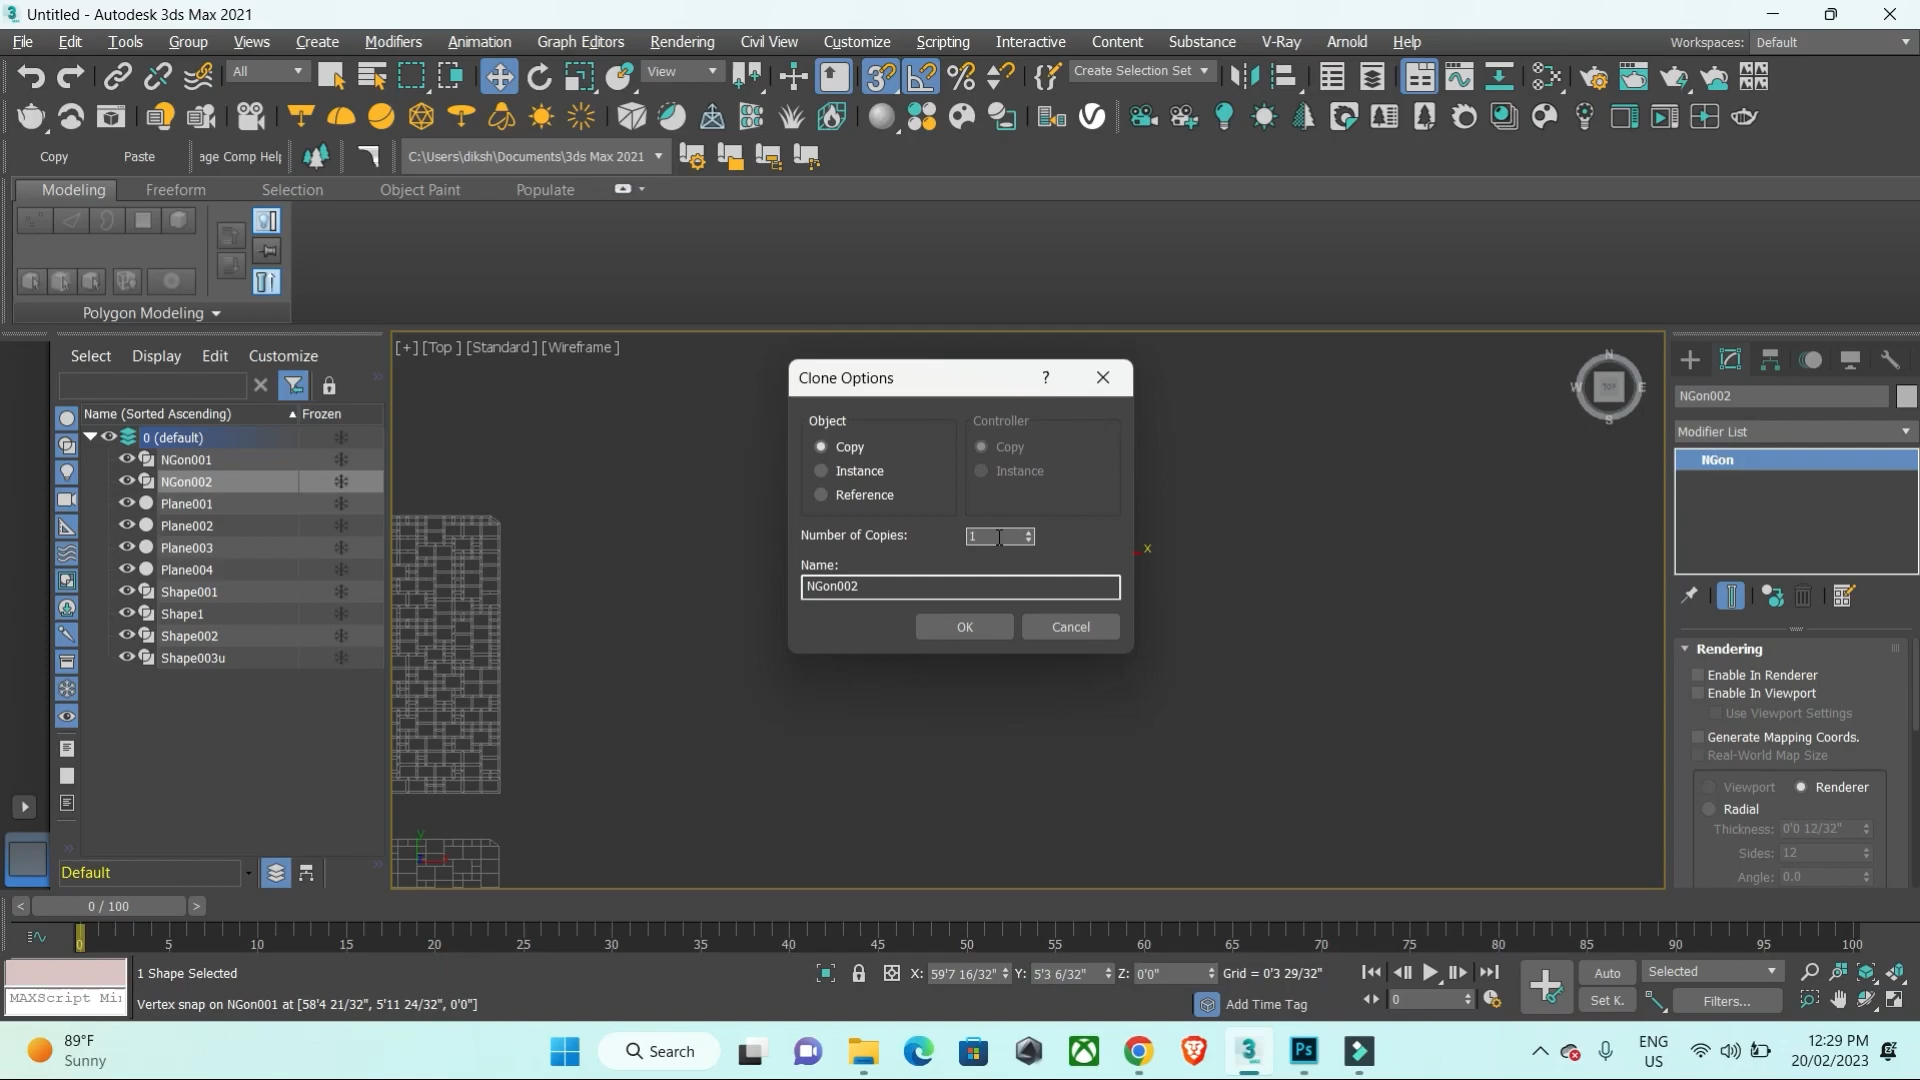 Untitled - Autodesk 3ds Max 2021
File Edit Tools Group Views Create Modifiers Animation Graph Editors Rendering Civil View Customize Scripting Interactive Content Substance V-Ray Arnold Help Workspaces: Default
All View Create Selection Set
Copy Paste age Comp Help C:\Users\diksh\Documents\3ds Max 2021
Modeling Freeform Selection Object Paint Populate
Polygon Modeling
Select Display Edit Customize
[+] [Top ] [Standard ] [Wireframe ]
Name (Sorted Ascending) Frozen
0 (default)
NGon001
NGon002
Plane001
Plane002
Plane003
Plane004
Shape001
Shape1
Shape002
Shape003u
Default
Clone Options ?
Object Controller
Copy Copy
Instance Instance
Reference
Number of Copies: 1
Name:
NGon002
OK Cancel
x
y
N
W TOP E
S
NGon002
Modifier List
NGon
Rendering
Enable In Renderer
Enable In Viewport
Use Viewport Settings
Generate Mapping Coords.
Real-World Map Size
Viewport Renderer
Radial
Thickness: 0'0 12/32"
Sides: 12
Angle: 0.0
< 0 / 100 >
0 5 10 15 20 25 30 35 40 45 50 55 60 65 70 75 80 85 90 95 100
1 Shape Selected X: 59'7 16/32" Y: 5'3 6/32" Z: 0'0" Grid = 0'3 29/32" Auto Selected
MAXScript Mi Vertex snap on NGon001 at [58'4 21/32", 5'11 24/32", 0'0"] Add Time Tag 0 Set K. Filters...
89°F
Sunny
Search
3
Ps
ENG
US
12:29 PM
20/02/2023